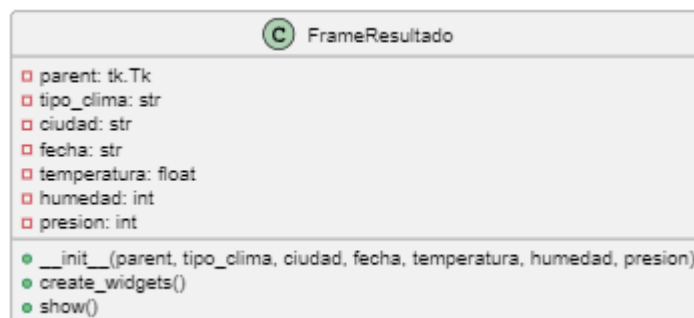 C FrameResultado
parent: tk.Tk
tipo_clima: str
ciudad: str
fecha: str
temperatura: float
humedad: int
presion: int
__init__(parent, tipo_clima, ciudad, fecha, temperatura, humedad, presion)
create_widgets()
show()